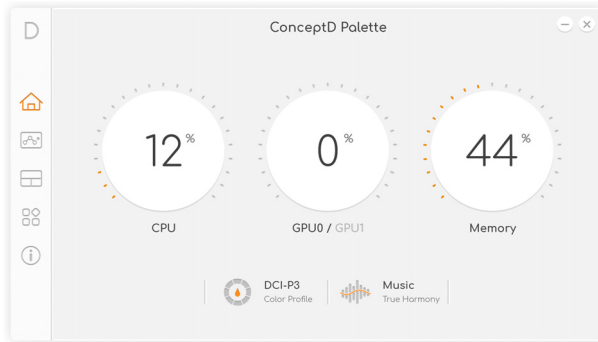 D
ConceptD Palette
12 %
0 %
44 %
CPU
GPU0 / GPU1
Memory
DCI-P3
Color Profile
Music
True Harmony